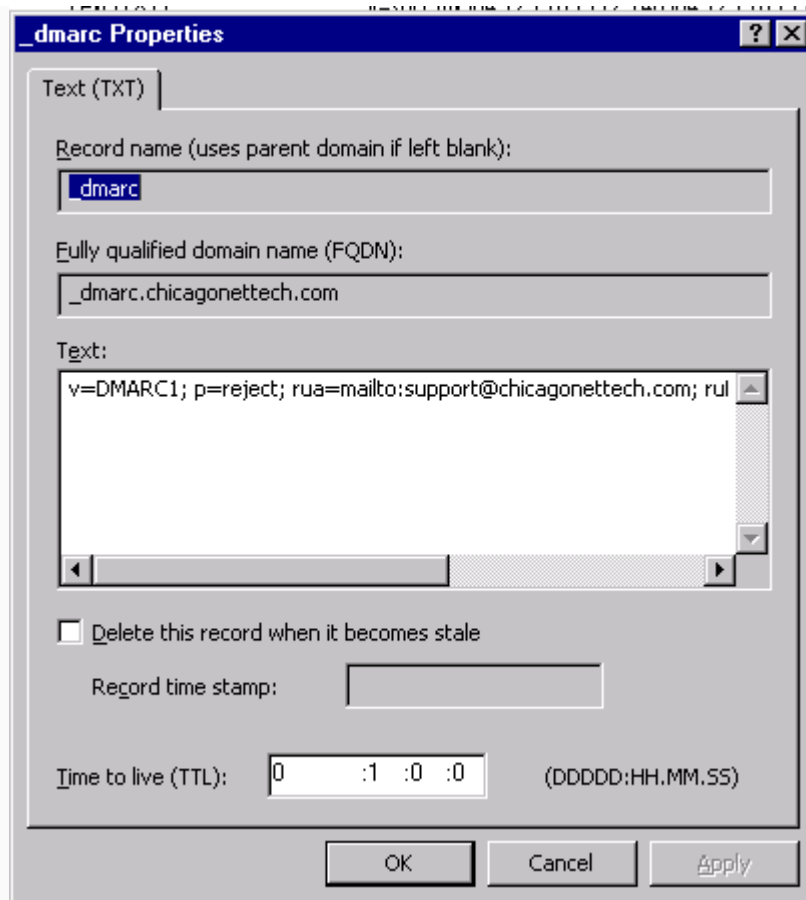 _dmarc Properties
Text (TXT)
Record name (uses parent domain if left blank):
_dmarc
Fully qualified domain name (FQDN):
_dmarc.chicagonettech.com
Text:
v=DMARC1; p=reject; rua=mailto:support@chicagonettech.com;
Delete this record when it becomes stale
Record time stamp:
Time to live (TTL): 0 :1 :0 :0 (DDDDD:HH.MM.SS)
OK Cancel Apply